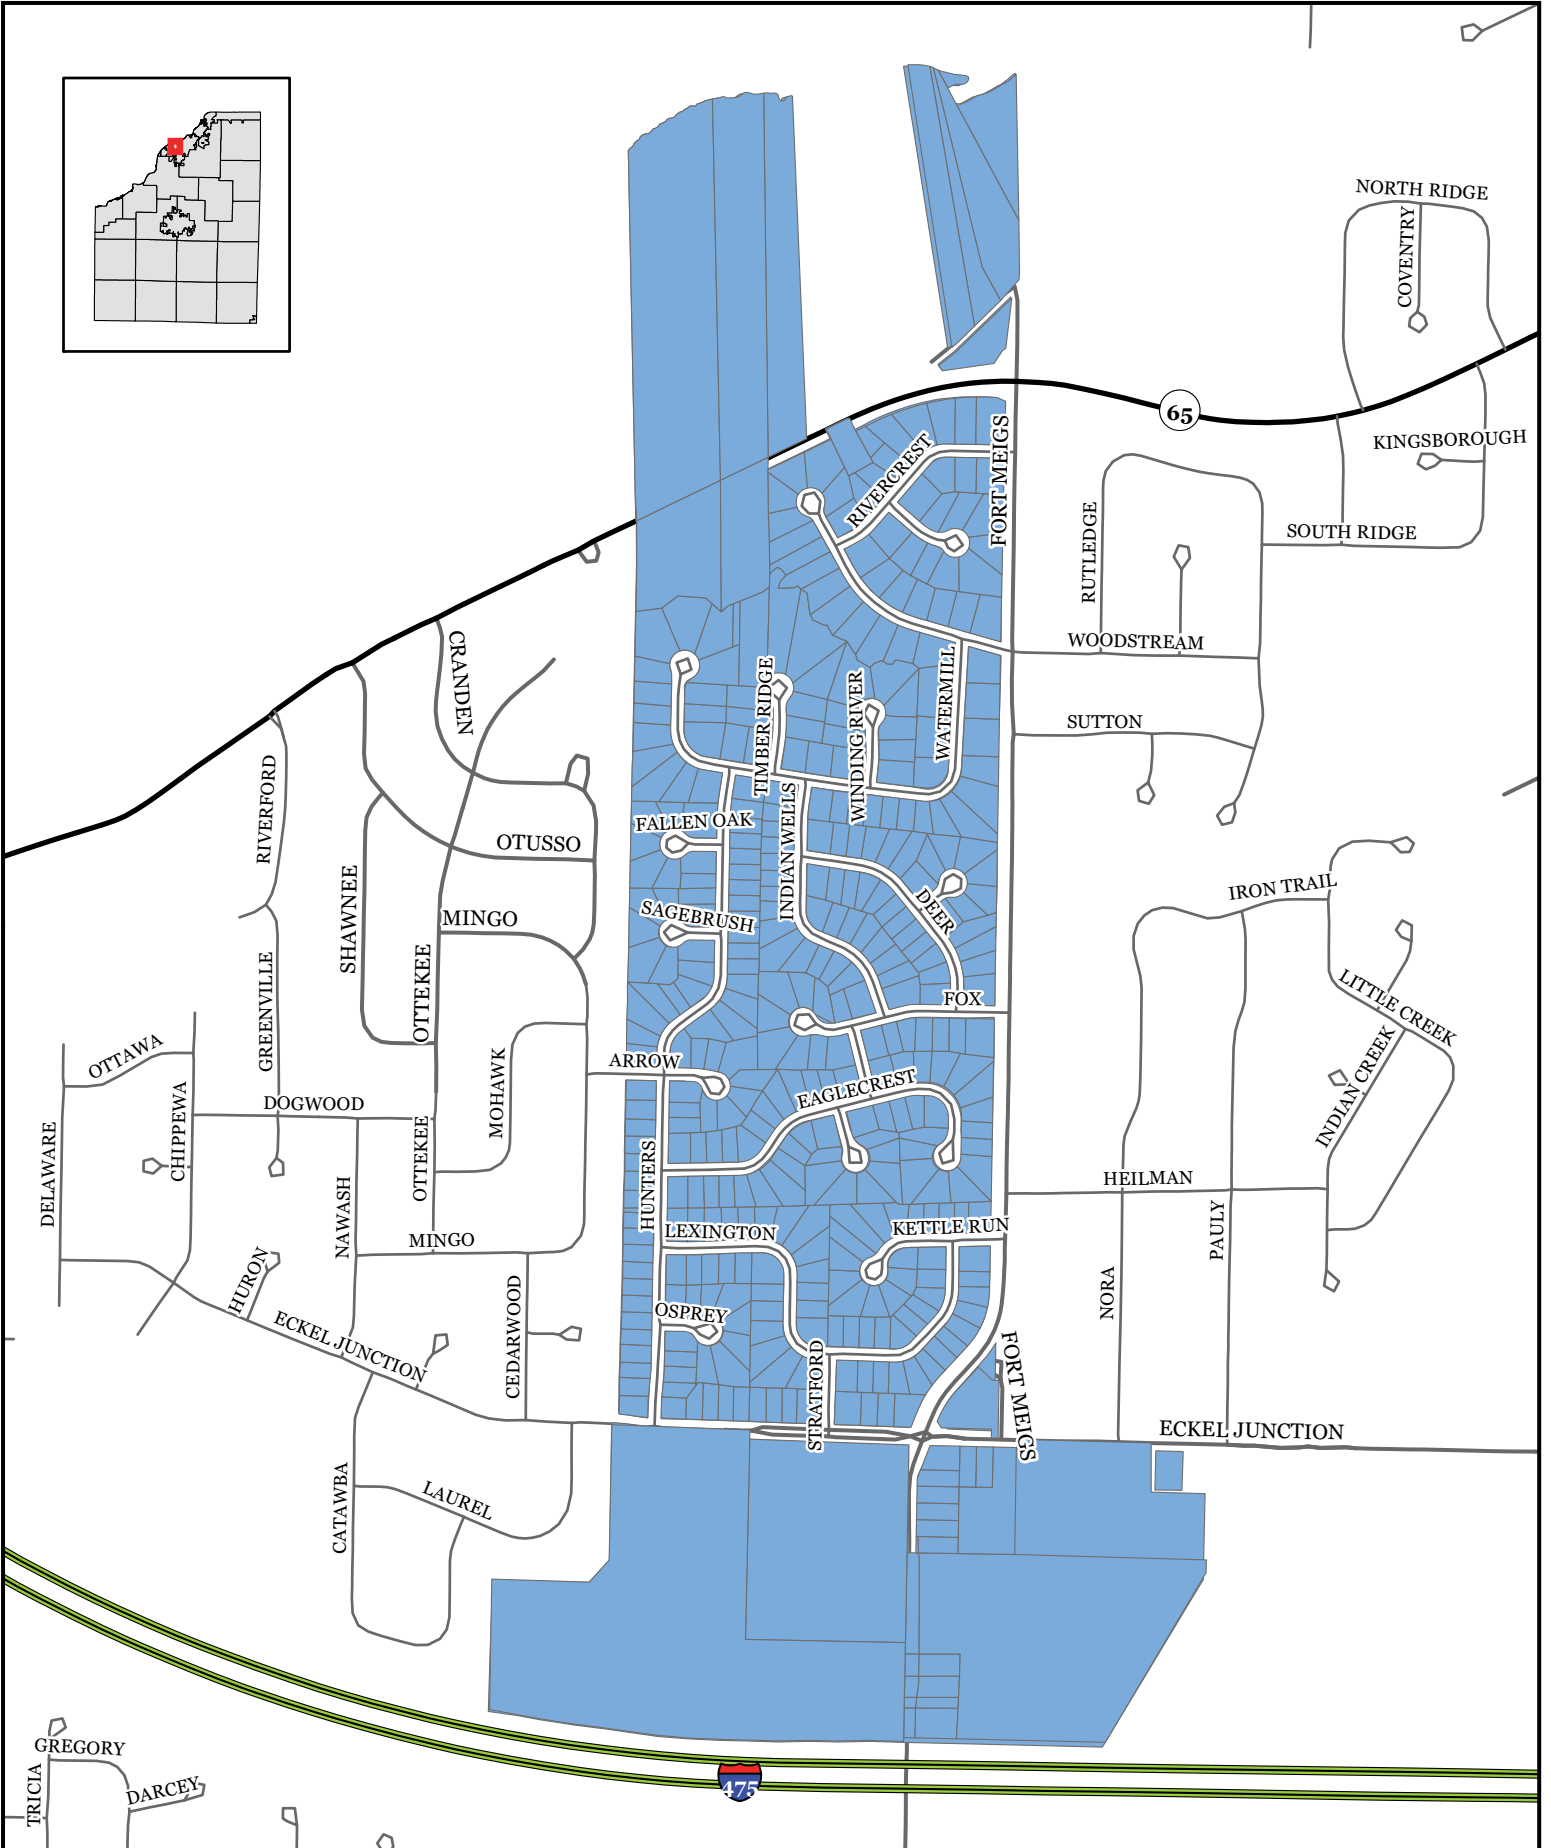 NORTH RIDGE
COVENTRY
65
KINGSBOROUGH
RIVERCREST
FORT MEIGS
SOUTH RIDGE
RUTLEDGE
WOODSTREAM
CRANDEN
TIMBER RIDGE
WINDING RIVER
WATERMILL
SUTTON
RIVERFORD
FALLEN OAK
INDIAN WELLS
OTUSSO
SHAWNEE
MINGO
SAGEBRUSH
DEER
IRON TRAIL
OTTEKEE
GREENVILLE
FOX
LITTLE CREEK
OTTAWA
MOHAWK
ARROW
EAGLECREST
INDIAN CREEK
CHIPPEWA
DOGWOOD
DELAWARE
OTTEKEE
NAWASH
HUNTERS
HEILMAN
PAULY
MINGO
LEXINGTON
KETTLE RUN
HURON
NORA
CEDARWOOD
OSPREY
ECKEL JUNCTION
STRATFORD
FORT MEIGS
ECKEL JUNCTION
CATAWBA
LAUREL
GREGORY
TRICIA
DARCEY
475